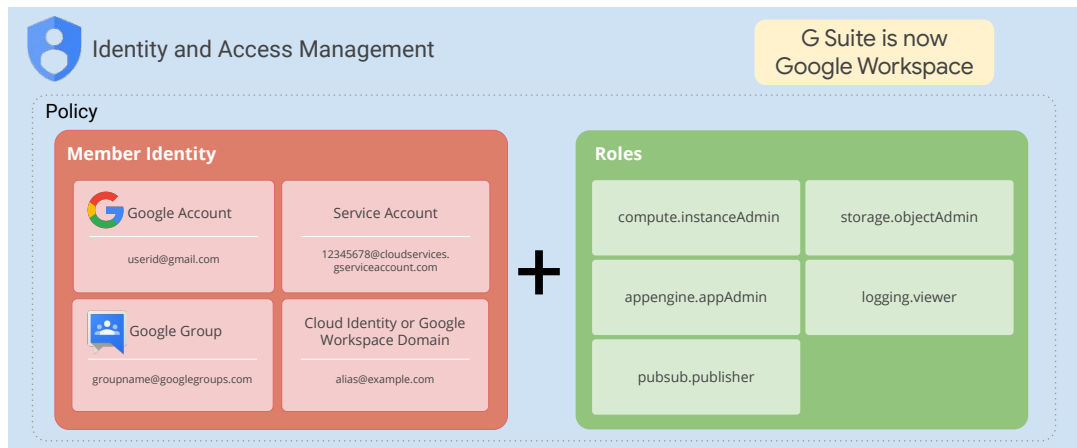 Identity and Access Management
G Suite is now
Google Workspace
Policy
Member Identity
Google Account
userid@gmail.com
Service Account
12345678@cloudservices.
gserviceaccount.com
Google Group
groupname@googlegroups.com
Cloud Identity or Google
Workspace Domain
alias@example.com
+
Roles
compute.instanceAdmin
storage.objectAdmin
appengine.appAdmin
logging.viewer
pubsub.publisher